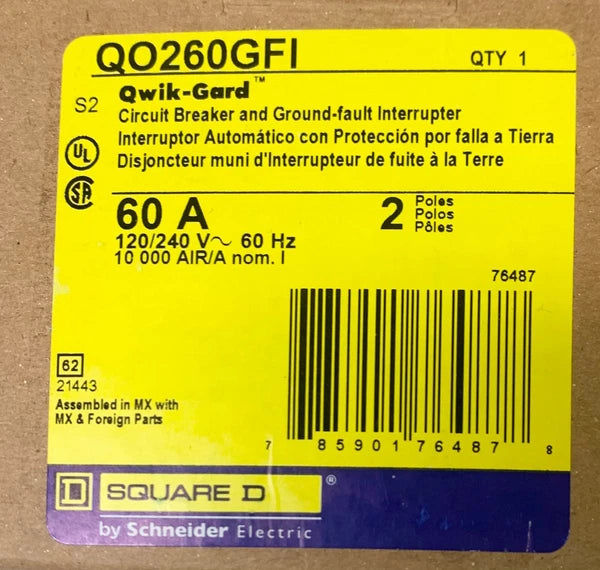 QO260GFI
QTY 1
S2
Qwik-Gard™
Circuit Breaker and Ground-fault Interrupter
Interruptor Automático con Protección por falla a Tierra
Disjoncteur muni d'Interrupteur de fuite à la Terre
UL
SA
60 A
2 Poles
Polos
Pôles
120/240 V~ 60 Hz
10 000 AIR/A nom. I
76487
62
21443
Assembled in MX with
MX & Foreign Parts
7 85901 76487 8
D SQUARE D ®
by Schneider Electric